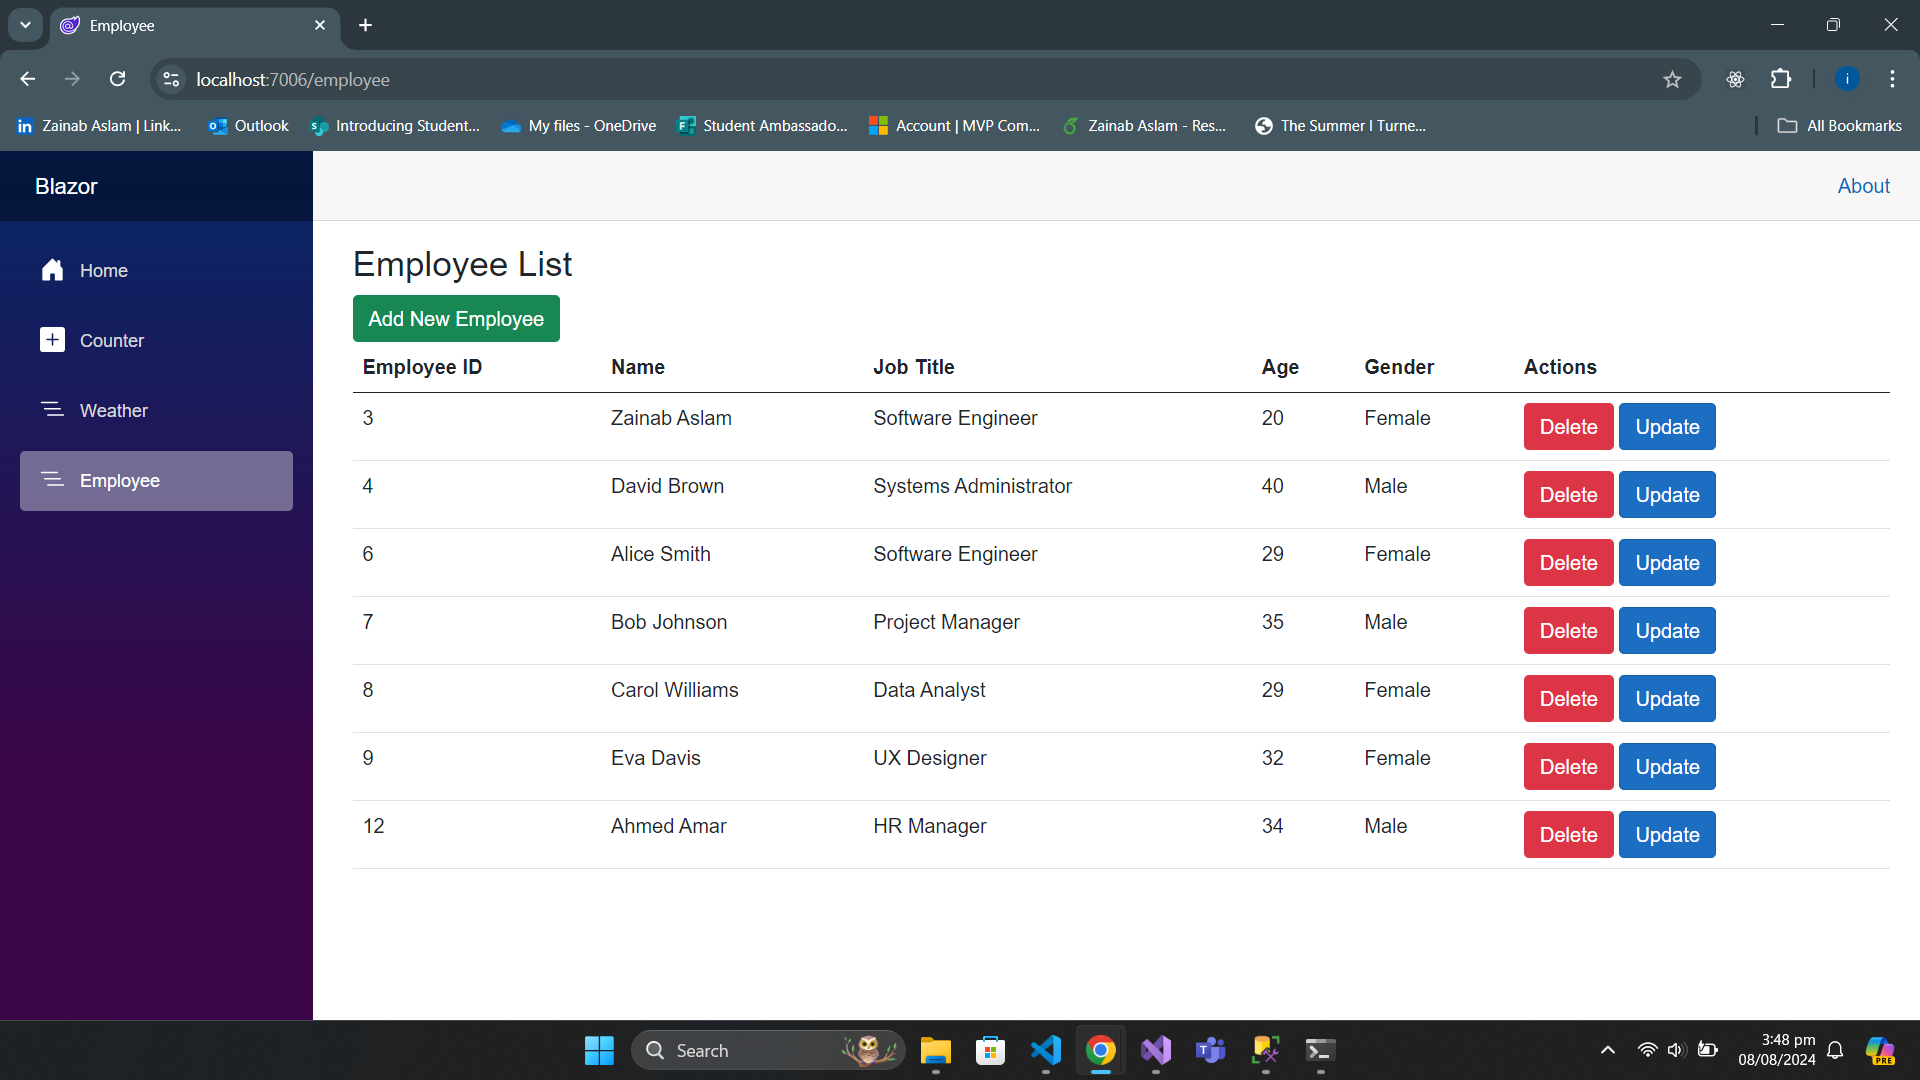 Employee
localhost:7006/employee
Zainab Aslam | Link...
Outlook
Introducing Student...
My files - OneDrive
Student Ambassado...
Account | MVP Com...
Zainab Aslam - Res...
The Summer I Turne...
All Bookmarks
Blazor
About
Home
Counter
Weather
Employee
Employee List
Add New Employee
Employee ID Name Job Title Age Gender Actions
3 Zainab Aslam Software Engineer 20 Female Delete Update
4 David Brown Systems Administrator 40 Male Delete Update
6 Alice Smith Software Engineer 29 Female Delete Update
7 Bob Johnson Project Manager 35 Male Delete Update
8 Carol Williams Data Analyst 29 Female Delete Update
9 Eva Davis UX Designer 32 Female Delete Update
12 Ahmed Amar HR Manager 34 Male Delete Update
Search
3:48 pm
08/08/2024
PRE